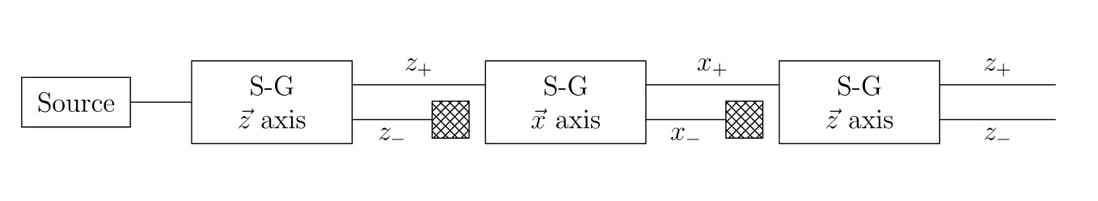 Source
S-G
z⃗ axis
z₊
z₋
S-G
x⃗ axis
x₊
x₋
S-G
z⃗ axis
z₊
z₋